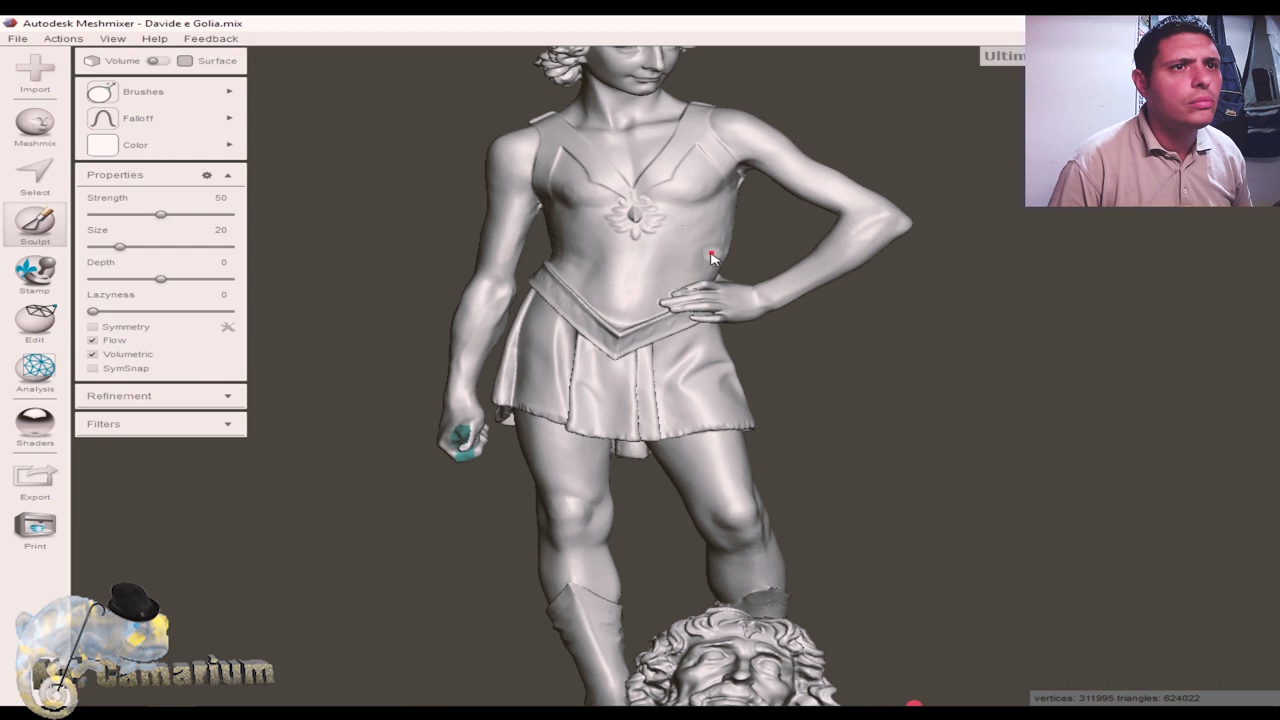 Autodesk Meshmixer - Davide e Golia.mix
File Actions View Help Feedback
Import
Meshmix
Select
Sculpt
Stamp
Edit
Analysis
Shaders
Export
Print
Volume Surface
Brushes
Falloff
Color
Properties
Strength 50
Size 20
Depth 0
Lazyness 0
Symmetry
Flow
Volumetric
SymSnap
Refinement
Filters
Ultim
Camarium
vertices: 311995 triangles: 624022